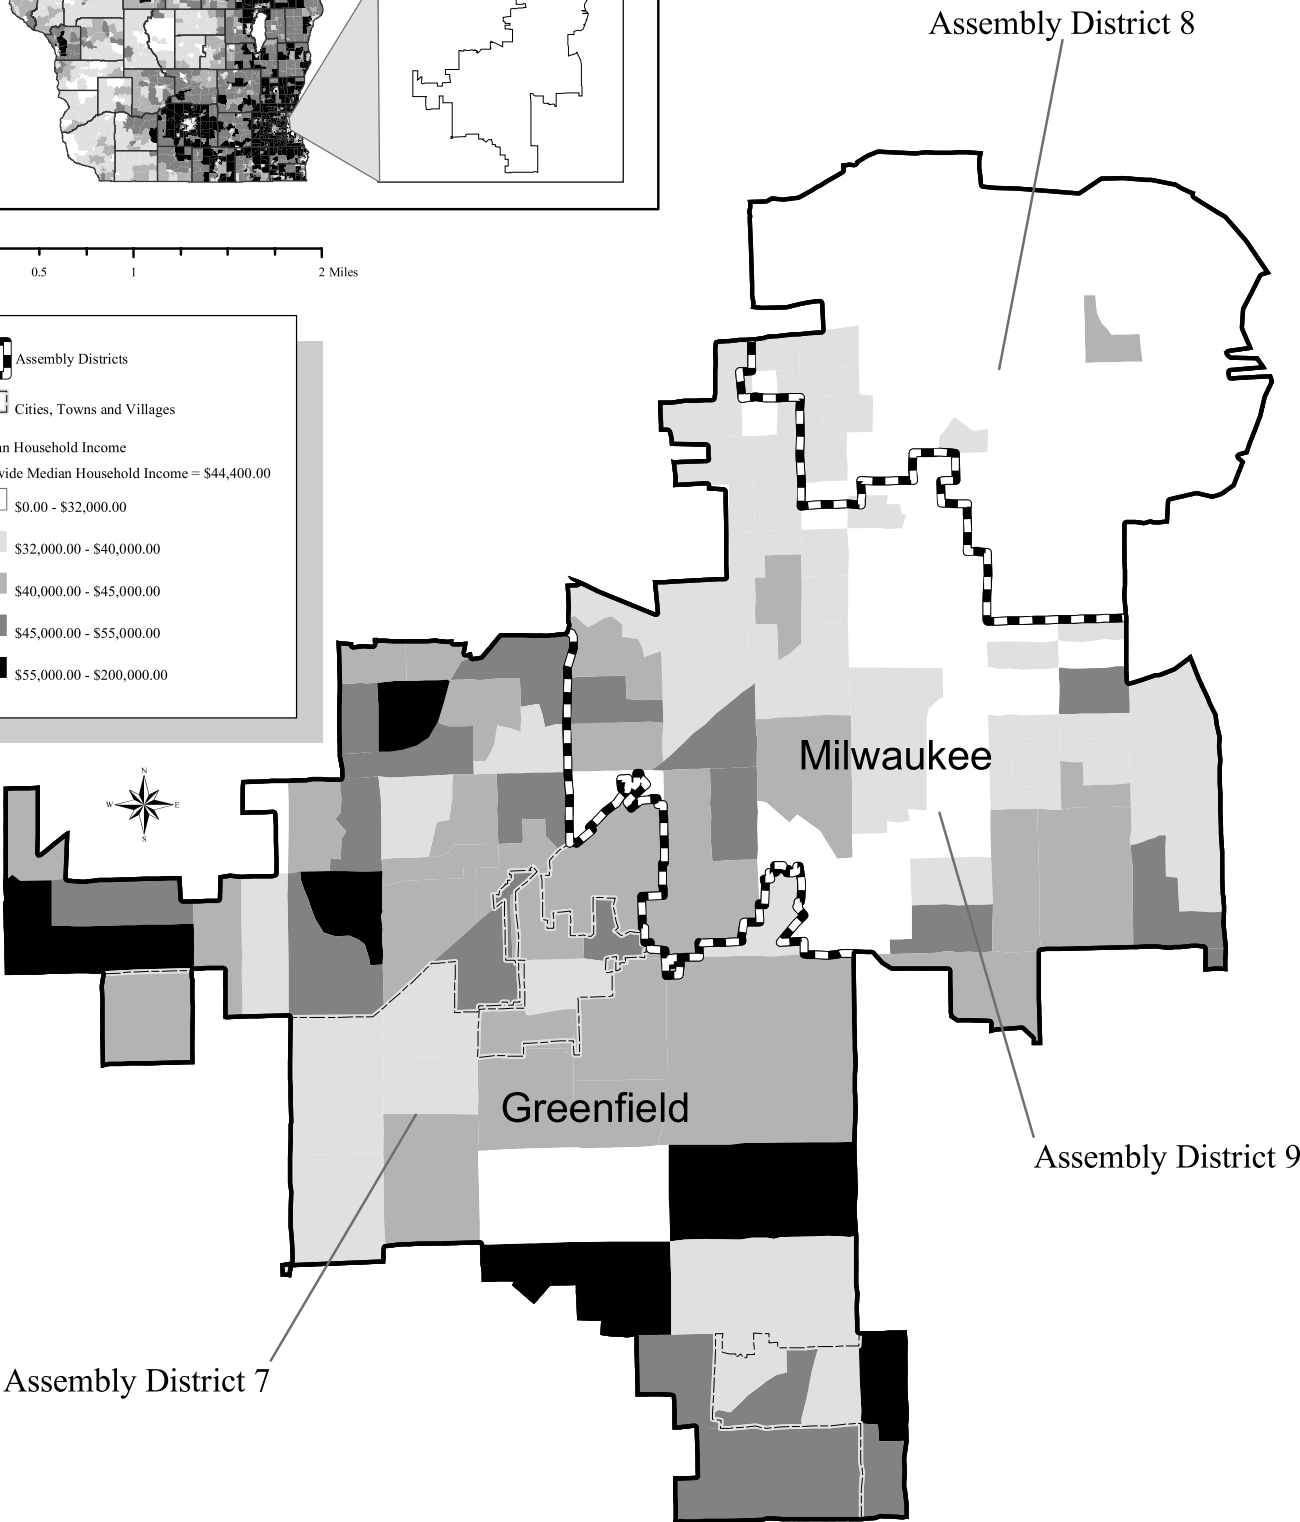 Assembly District 8
0.5
1
2 Miles
Assembly Districts
Cities, Towns and Villages
an Household Income
wide Median Household Income = $44,400.00
$0.00 - $32,000.00
$32,000.00 - $40,000.00
$40,000.00 - $45,000.00
$45,000.00 - $55,000.00
$55,000.00 - $200,000.00
Milwaukee
N
W
E
S
Greenfield
Assembly District 9
Assembly District 7